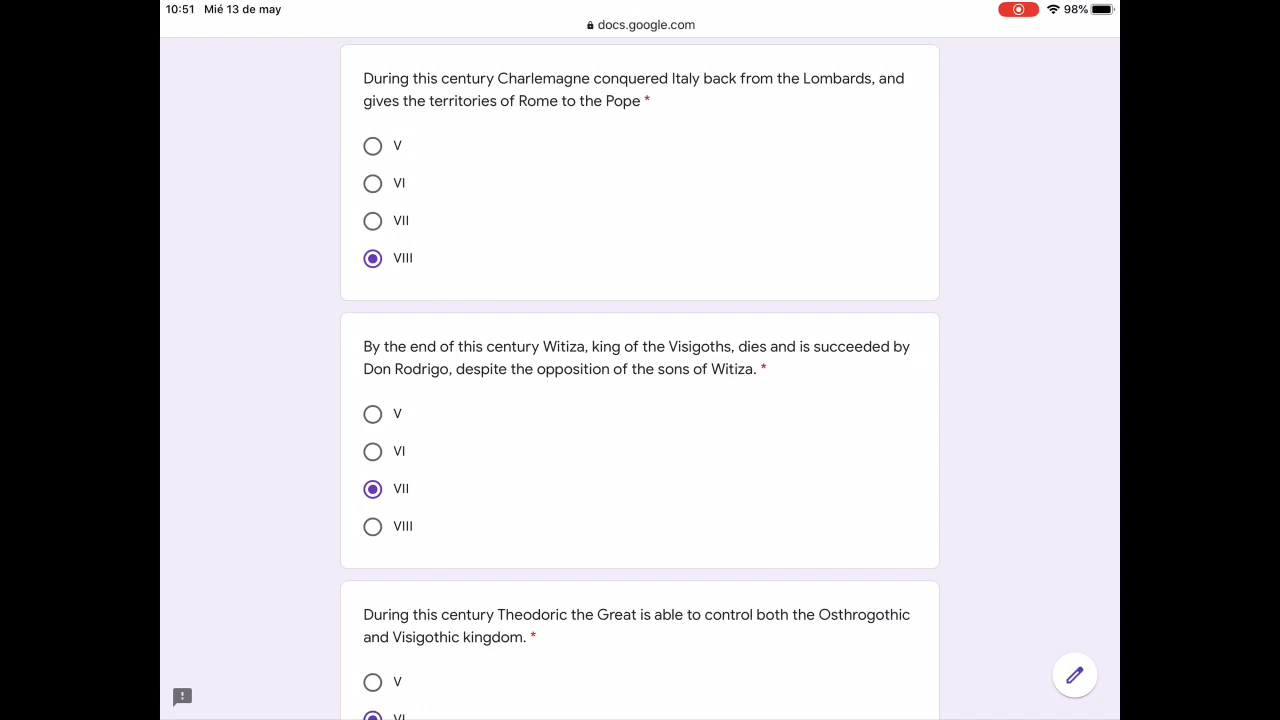 10:51 Mié 13 de may 98%
docs.google.com
During this century Charlemagne conquered Italy back from the Lombards, and
gives the territories of Rome to the Pope *
V
VI
VII
VIII
By the end of this century Witiza, king of the Visigoths, dies and is succeeded by
Don Rodrigo, despite the opposition of the sons of Witiza. *
V
VI
VII
VIII
During this century Theodoric the Great is able to control both the Osthrogothic
and Visigothic kingdom. *
V
VI